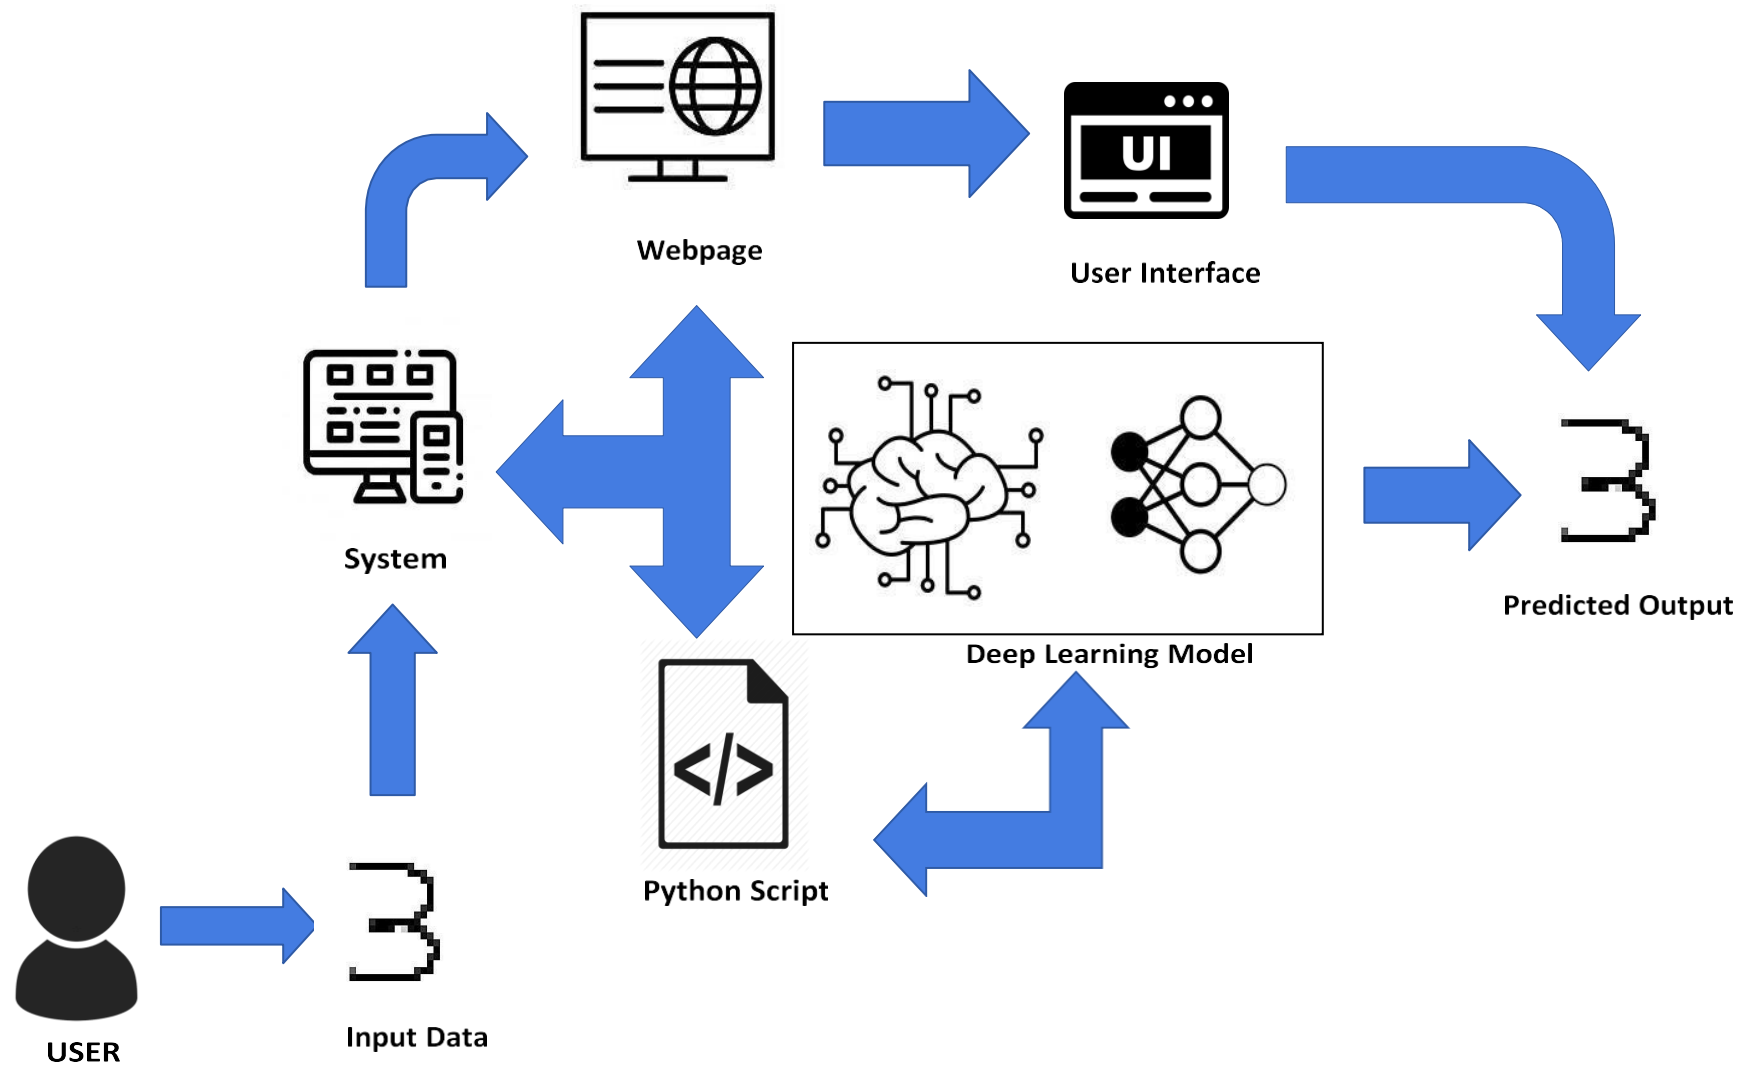 UI
Webpage
User Interface
System
Deep Learning Model
3
Predicted Output
</>
Python Script
3
Input Data
USER